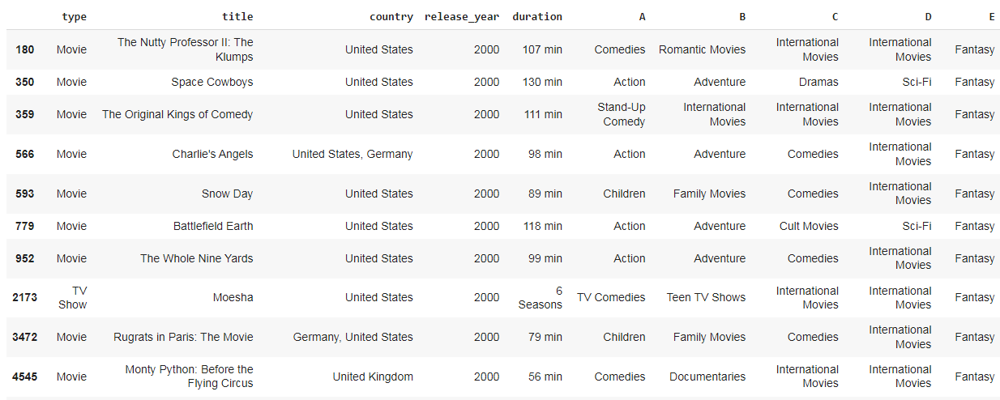 type title country release_year duration A B C D E
180 Movie The Nutty Professor II: The Klumps United States 2000 107 min Comedies Romantic Movies International Movies International Movies Fantasy
350 Movie Space Cowboys United States 2000 130 min Action Adventure Dramas Sci-Fi Fantasy
359 Movie The Original Kings of Comedy United States 2000 111 min Stand-Up Comedy International Movies International Movies International Movies Fantasy
566 Movie Charlie's Angels United States, Germany 2000 98 min Action Adventure Comedies International Movies Fantasy
593 Movie Snow Day United States 2000 89 min Children Family Movies Comedies International Movies Fantasy
779 Movie Battlefield Earth United States 2000 118 min Action Adventure Cult Movies Sci-Fi Fantasy
952 Movie The Whole Nine Yards United States 2000 99 min Action Adventure Comedies International Movies Fantasy
2173 TV Show Moesha United States 2000 6 Seasons TV Comedies Teen TV Shows International Movies International Movies Fantasy
3472 Movie Rugrats in Paris: The Movie Germany, United States 2000 79 min Children Family Movies Comedies International Movies Fantasy
4545 Movie Monty Python: Before the Flying Circus United Kingdom 2000 56 min Comedies Documentaries International Movies International Movies Fantasy